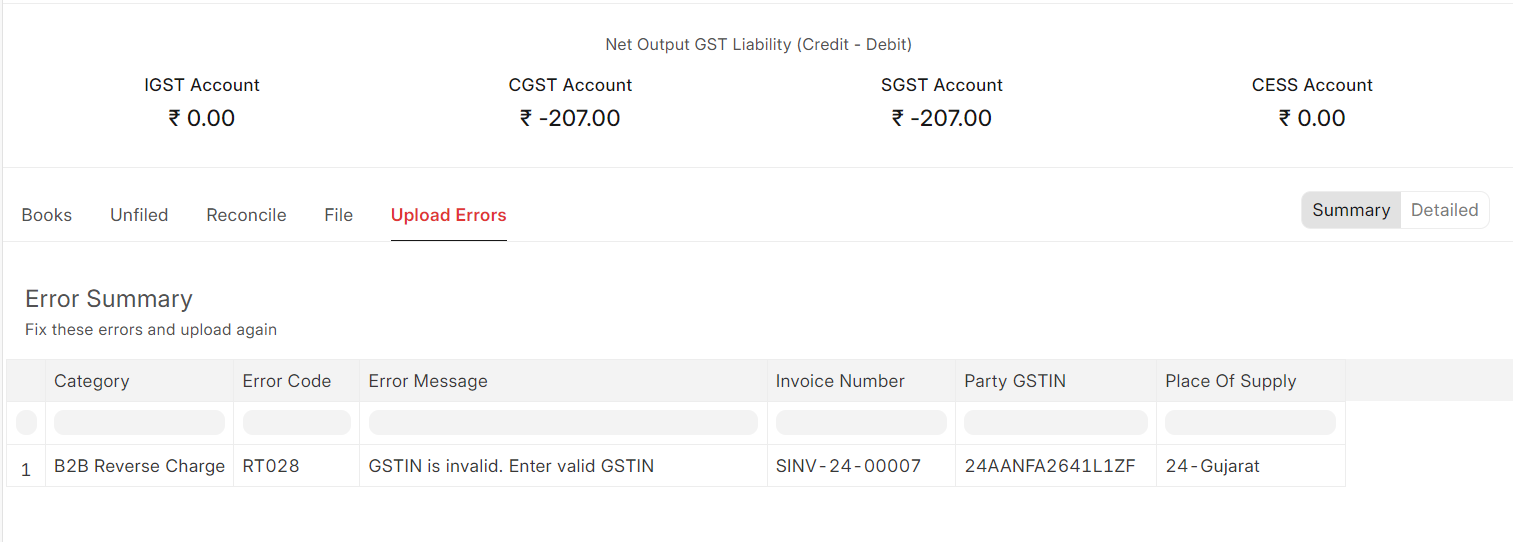 Net Output GST Liability (Credit - Debit)
IGST Account CGST Account SGST Account CESS Account
₹ 0.00 ₹ -207.00 ₹ -207.00 ₹ 0.00
Books Unfiled Reconcile File Upload Errors Summary Detailed
Error Summary
Fix these errors and upload again
Category Error Code Error Message Invoice Number Party GSTIN Place Of Supply
1 B2B Reverse Charge RT028 GSTIN is invalid. Enter valid GSTIN SINV-24-00007 24AANFA2641L1ZF 24-Gujarat